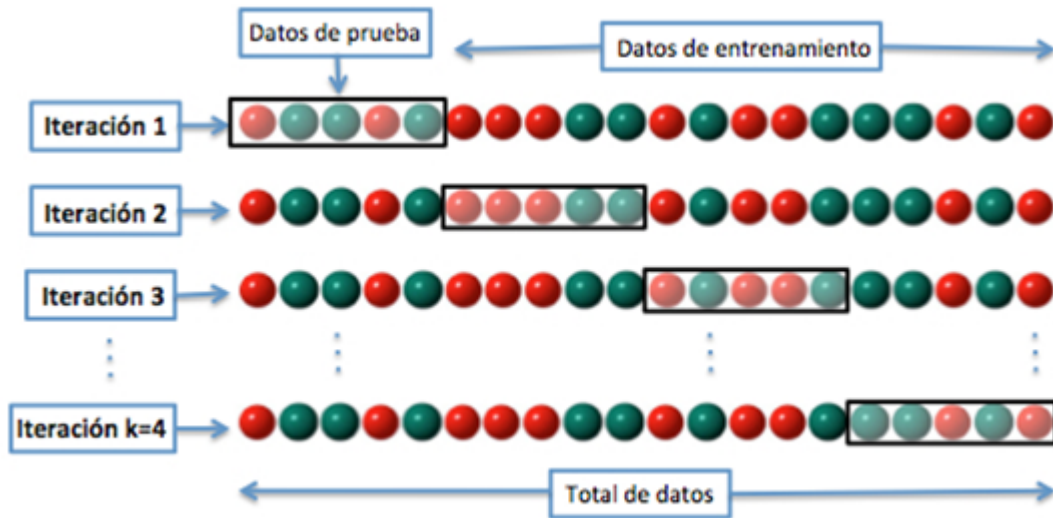 Datos de prueba
Datos de entrenamiento
Iteración 1
Iteración 2
Iteración 3
Iteración k=4
Total de datos